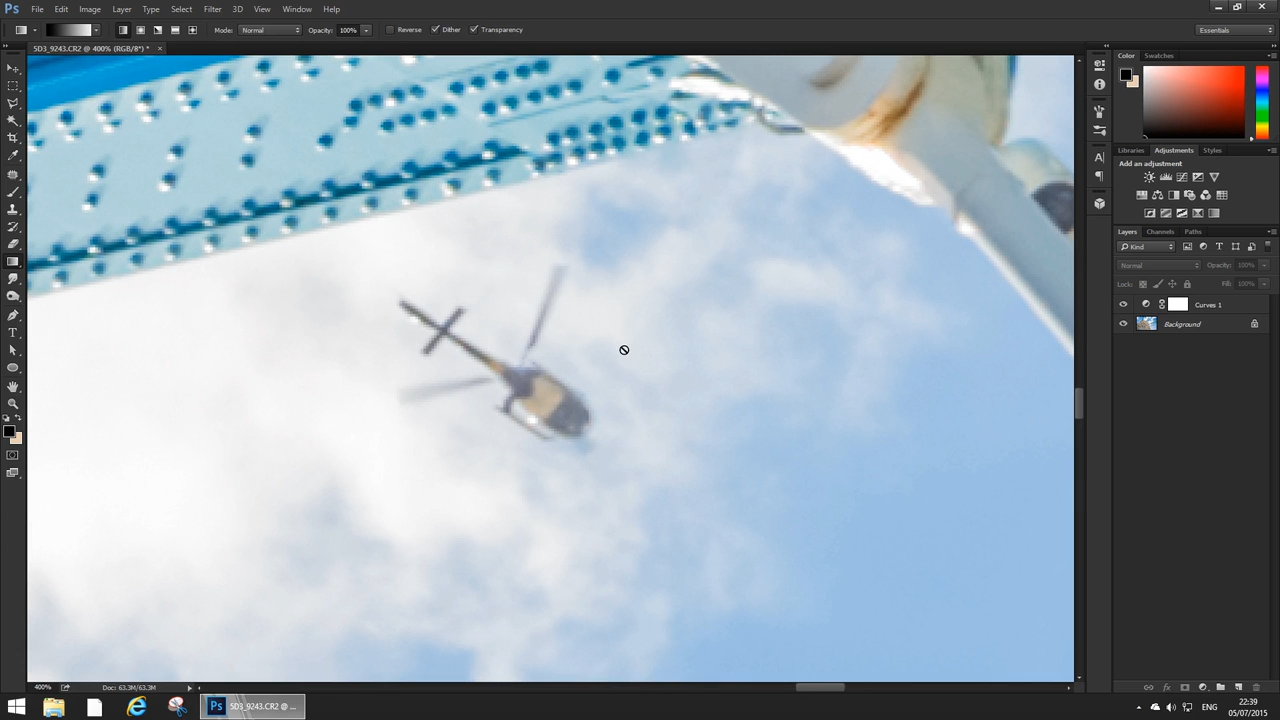 Ps File Edit Image Layer Type Select Filter 3D View Window Help
Mode: Normal Opacity: 100% Reverse Dither Transparency Essentials
5D3_9243.CR2 @ 400% (RGB/8*) * ×
Color Swatches
Libraries Adjustments Styles
Add an adjustment
Layers Channels Paths
Kind T
Normal Opacity: 100%
Lock: Fill: 100%
Curves 1
Background
400% Doc: 63.3M/63.3M
Ps 5D3_9243.CR2 @ ...
ENG
22:39
05/07/2015